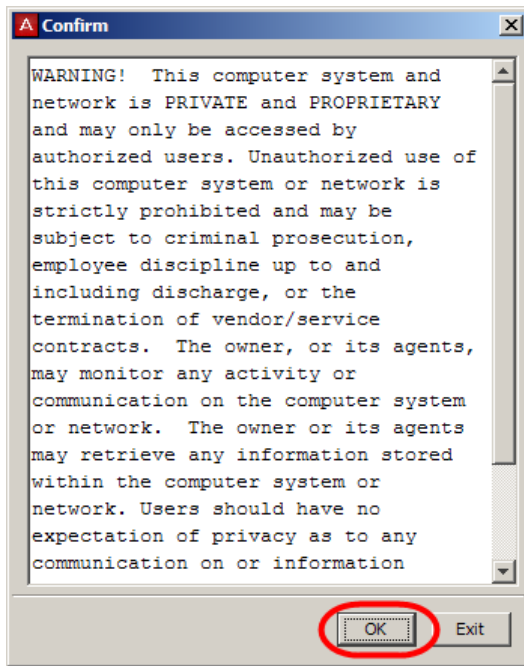 A Confirm
WARNING!  This computer system and
network is PRIVATE and PROPRIETARY
and may only be accessed by
authorized users. Unauthorized use of
this computer system or network is
strictly prohibited and may be
subject to criminal prosecution,
employee discipline up to and
including discharge, or the
termination of vendor/service
contracts.  The owner, or its agents,
may monitor any activity or
communication on the computer system
or network.  The owner or its agents
may retrieve any information stored
within the computer system or
network. Users should have no
expectation of privacy as to any
communication on or information
OK Exit